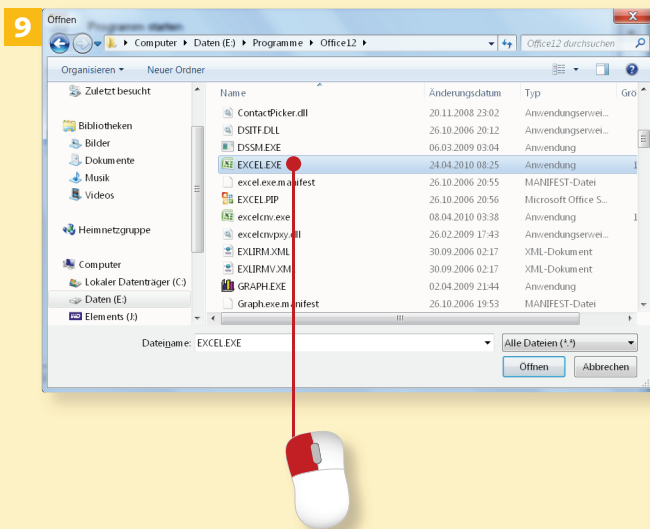 9
Öffnen
Programm starten
Computer Daten (E:) Programme Office12
Office12 durchsuchen
Organisieren Neuer Ordner
Zuletzt besucht
Bibliotheken
Bilder
Dokumente
Musik
Videos
Heimnetzgruppe
Computer
Lokaler Datenträger (C:)
Daten (E:)
Elements (J:)
Name Änderungsdatum Typ Grö
ContactPicker.dll 20.11.2008 23:02 Anwendungserwei...
DSITF.DLL 26.10.2006 20:12 Anwendungserwei...
DSSM.EXE 06.03.2009 03:04 Anwendung
EXCEL.EXE 24.04.2010 08:25 Anwendung 1
excel.exe.manifest 26.10.2006 20:55 MANIFEST-Datei
EXCEL.PIP 26.10.2006 20:56 Microsoft Office S...
excelcnv.exe 08.04.2010 03:38 Anwendung 1
excelcnvpxy.dll 26.02.2009 17:43 Anwendungserwei...
EXLIRM.XML 30.09.2006 02:17 XML-Dokument
EXLIRMV.XML 30.09.2006 02:17 XML-Dokument
GRAPH.EXE 02.04.2009 21:44 Anwendung
Graph.exe.manifest 26.10.2006 19:53 MANIFEST-Datei
Dateiname: EXCEL.EXE
Alle Dateien (*.*)
Öffnen Abbrechen